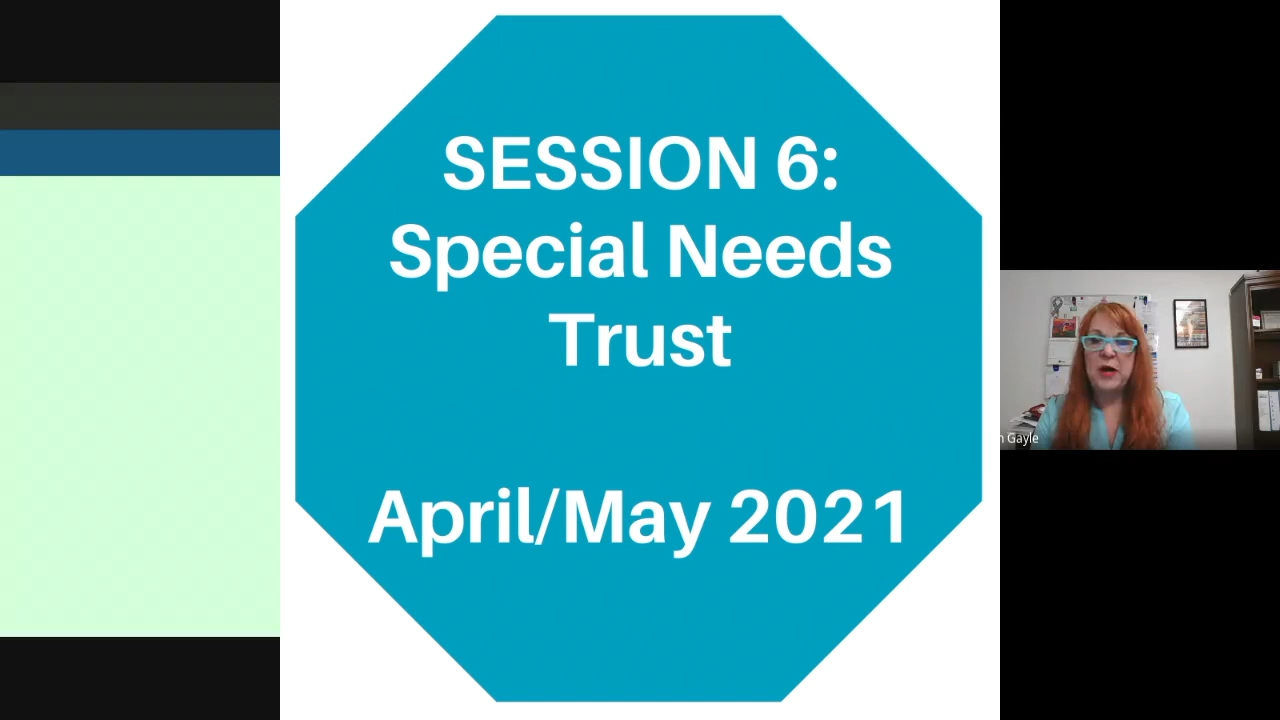 SESSION 6:
Special Needs
Trust
April/May 2021
Gayle